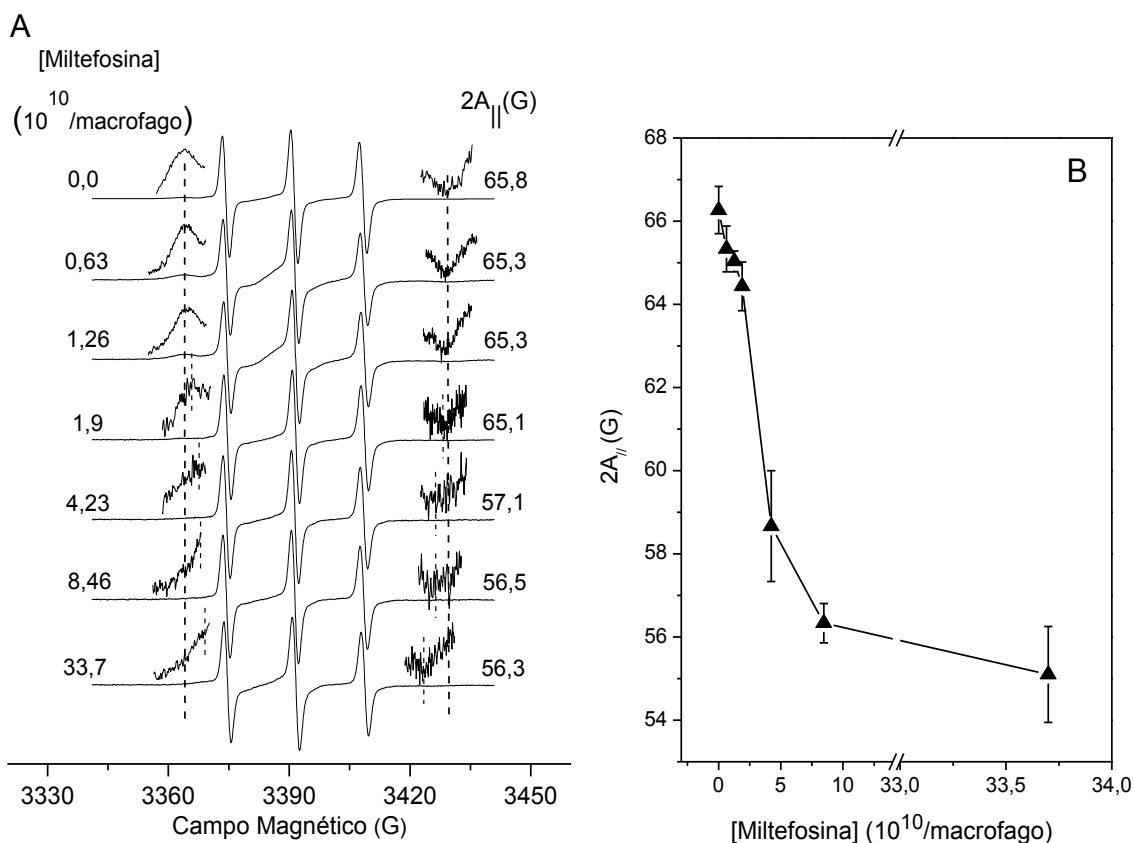 A
[Miltefosina]
(10^10/macrofago)
2A||(G)
0,0 65,8
0,63 65,3
1,26 65,3
1,9 65,1
4,23 57,1
8,46 56,5
33,7 56,3
3330 3360 3390 3420 3450
Campo Magnético (G)
B
68
66
64
62
60
58
56
54
2A//(G)
0 5 10 33,0 33,5 34,0
[Miltefosina] (10^10/macrofago)